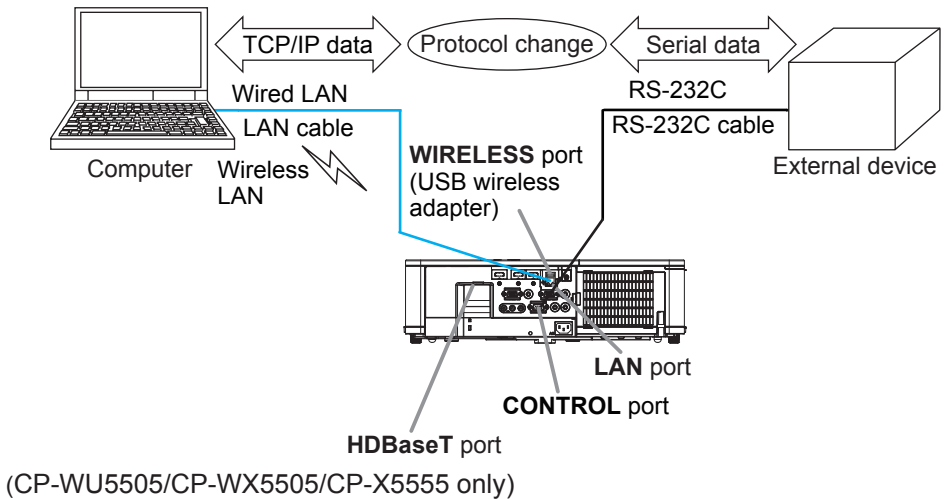 TCP/IP data
Protocol change
Serial data
Wired LAN
RS-232C
LAN cable
RS-232C cable
Computer
Wireless
LAN
WIRELESS port
(USB wireless
adapter)
External device
LAN port
CONTROL port
HDBaseT port
(CP-WU5505/CP-WX5505/CP-X5555 only)